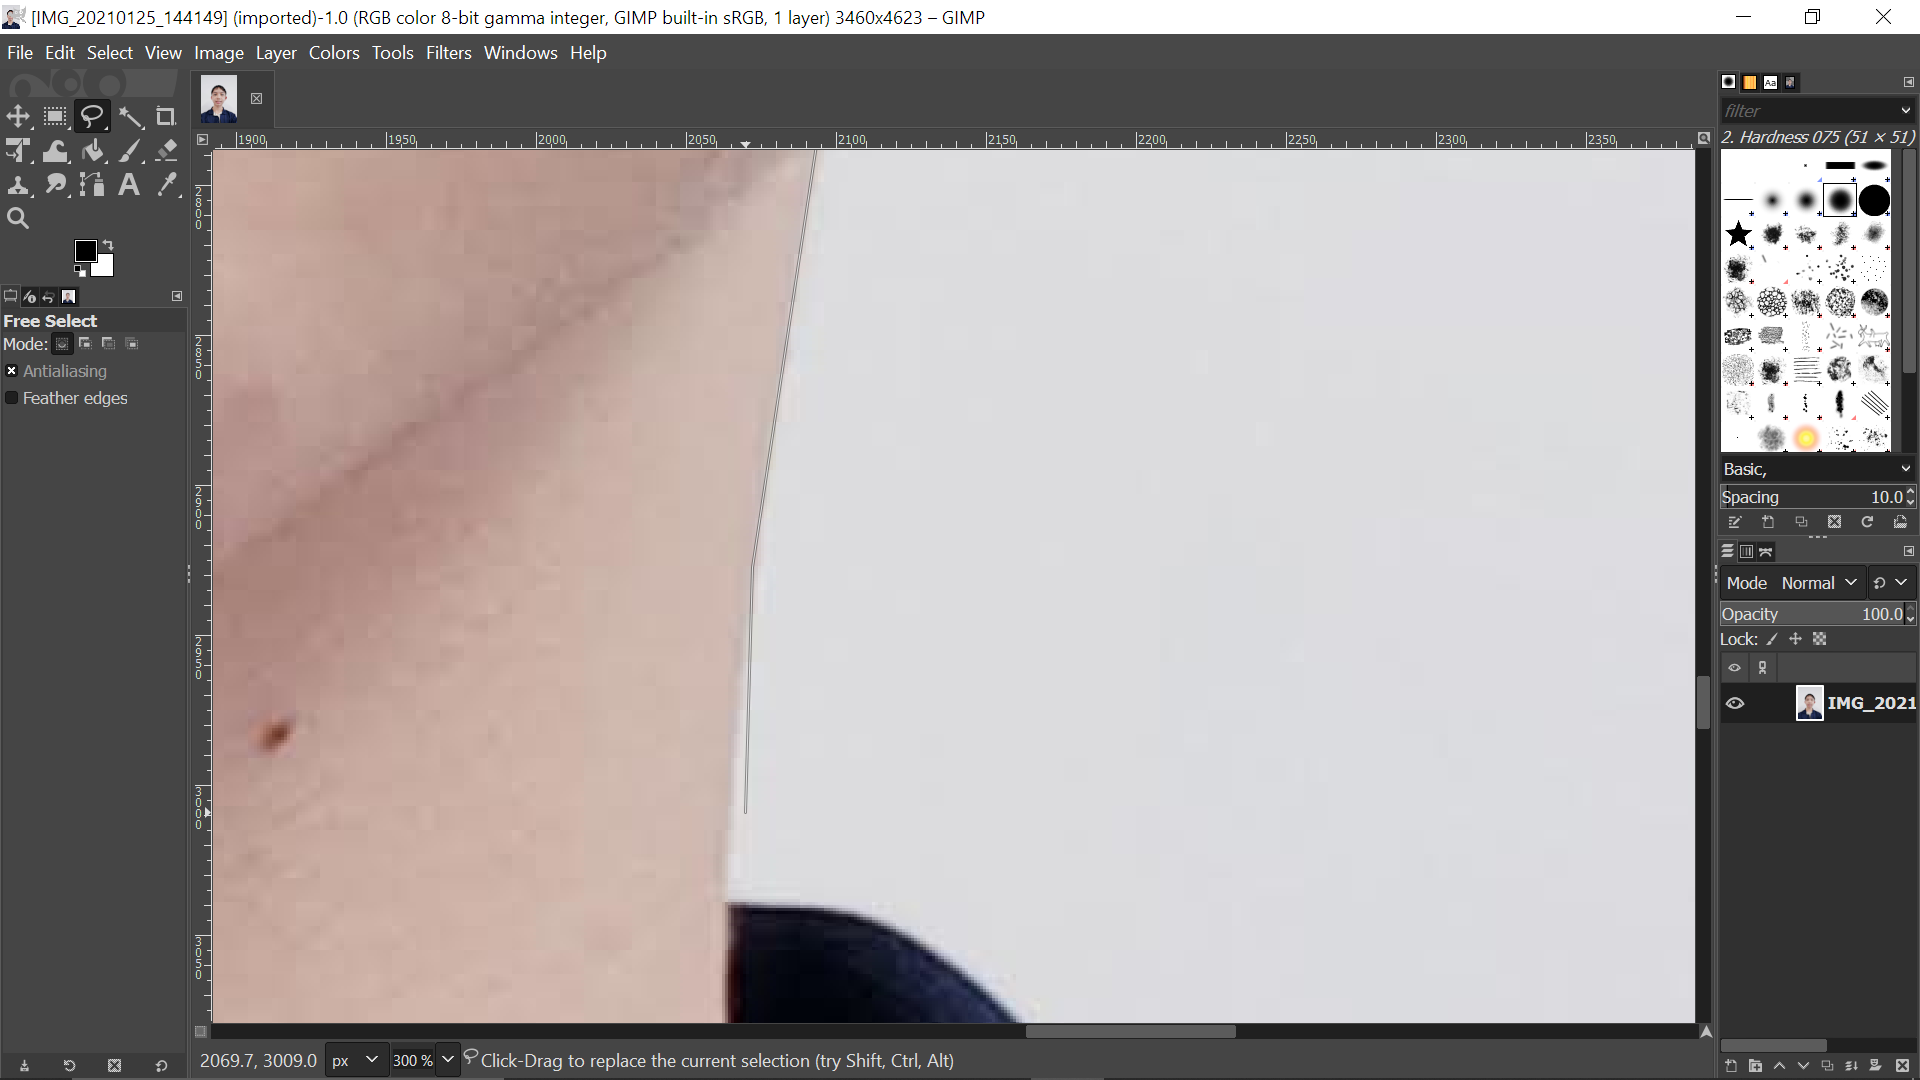 [IMG_20210125_144149] (imported)-1.0 (RGB color 8-bit gamma integer, GIMP built-in sRGB, 1 layer) 3460x4623 – GIMP
File Edit Select View Image Layer Colors Tools Filters Windows Help
filter
2. Hardness 075 (51 × 51)
1900 1950 2000 2050 2100 2150 2200 2250 2300 2350
2800
2850
2900
2950
3000
3050
Free Select
Mode:
Antialiasing
Feather edges
Basic,
Spacing 10.0
Mode Normal
Opacity 100.0
Lock:
IMG_2021
2069.7, 3009.0 px 300 % Click-Drag to replace the current selection (try Shift, Ctrl, Alt)